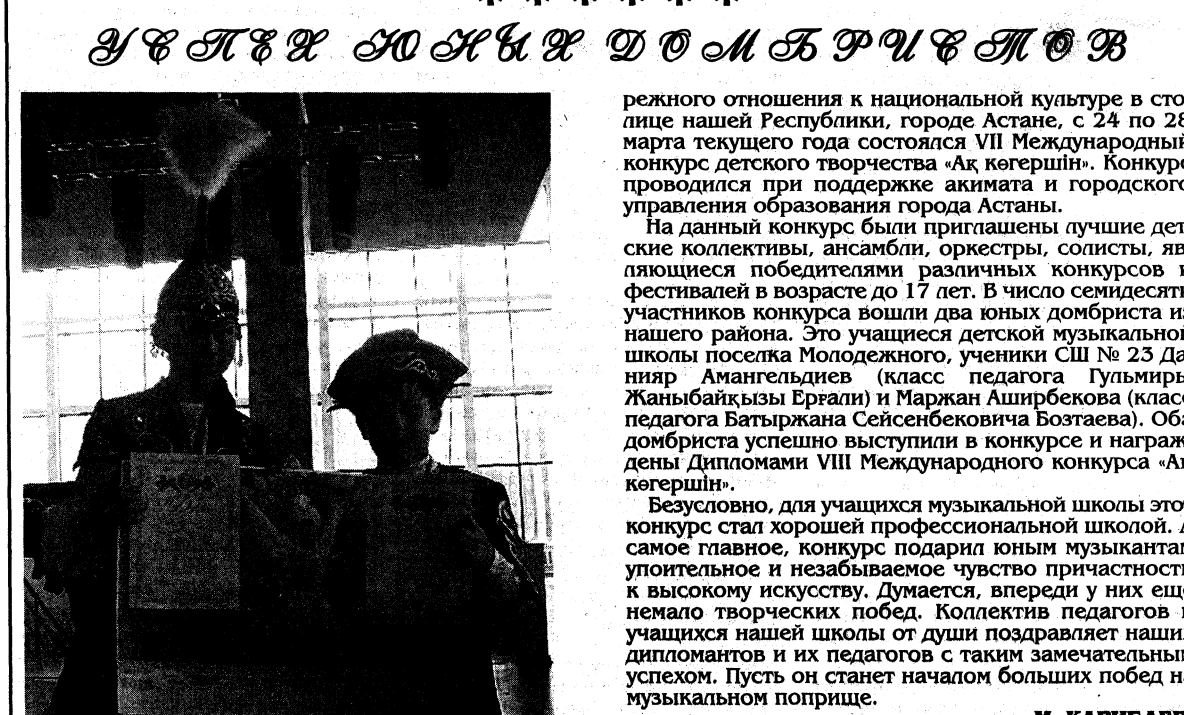 УСПЕХ ЮНЫХ ДОМБРИСТОВ
режного отношения к национальной культуре в сто
лице нашей Республики, городе Астане, с 24 по 28
марта текущего года состоялся VII Международный
конкурс детского творчества «Ақ көгершін». Конкурс
проводился при поддержке акимата и городского
управления образования города Астаны.
На данный конкурс были приглашены лучшие дет
ские коллективы, ансамбли, оркестры, солисты, яв
ляющиеся победителями различных конкурсов
фестивалей в возрасте до 17 лет. В число семидесяти
участников конкурса вошли два юных домбриста из
нашего района. Это учащиеся детской музыкальной
школы поселка Молодежного, ученики СШ № 23 Да
нияр Амангельдиев (класс педагога Гульмиры
Жаныбайқызы Ерғали) и Маржан Аширбекова (класс
педагога Батыржана Сейсенбековича Бозтаева). Оба
домбриста успешно выступили в конкурсе и награж
дены Дипломами VIII Международного конкурса «Ақ
көгершін».
Безусловно, для учащихся музыкальной школы это
конкурс стал хорошей профессиональной школой.
самое главное, конкурс подарил юным музыкантам
упоительное и незабываемое чувство причастности
к высокому искусству. Думается, впереди у них еще
немало творческих побед. Коллектив педагогов
учащихся нашей школы от души поздравляет наших
дипломантов и их педагогов с таким замечательным
успехом. Пусть он станет началом больших побед на
музыкальном поприще.